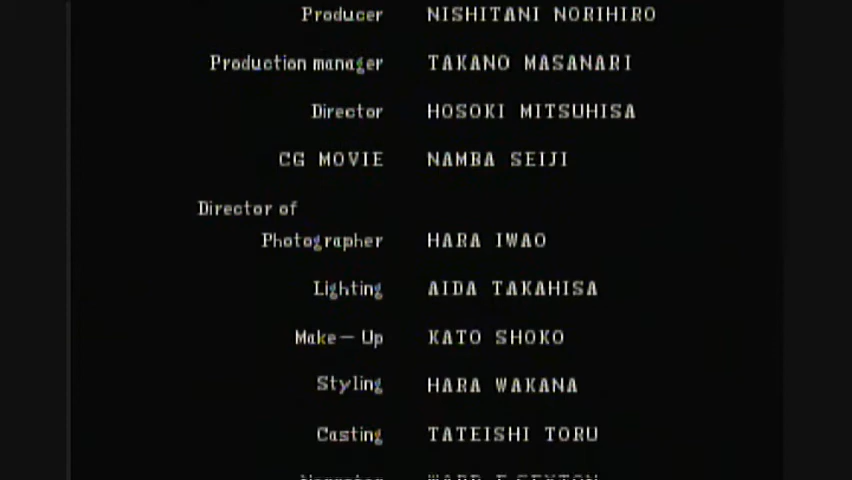 Producer NISHITANI NORIHIRO
Production manager TAKANO MASANARI
Director HOSOKI MITSUHISA
CG MOVIE NAMBA SEIJI
Director of
Photographer HARA IWAO
Lighting AIDA TAKAHISA
Make-Up KATO SHOKO
Styling HARA WAKANA
Casting TATEISHI TORU